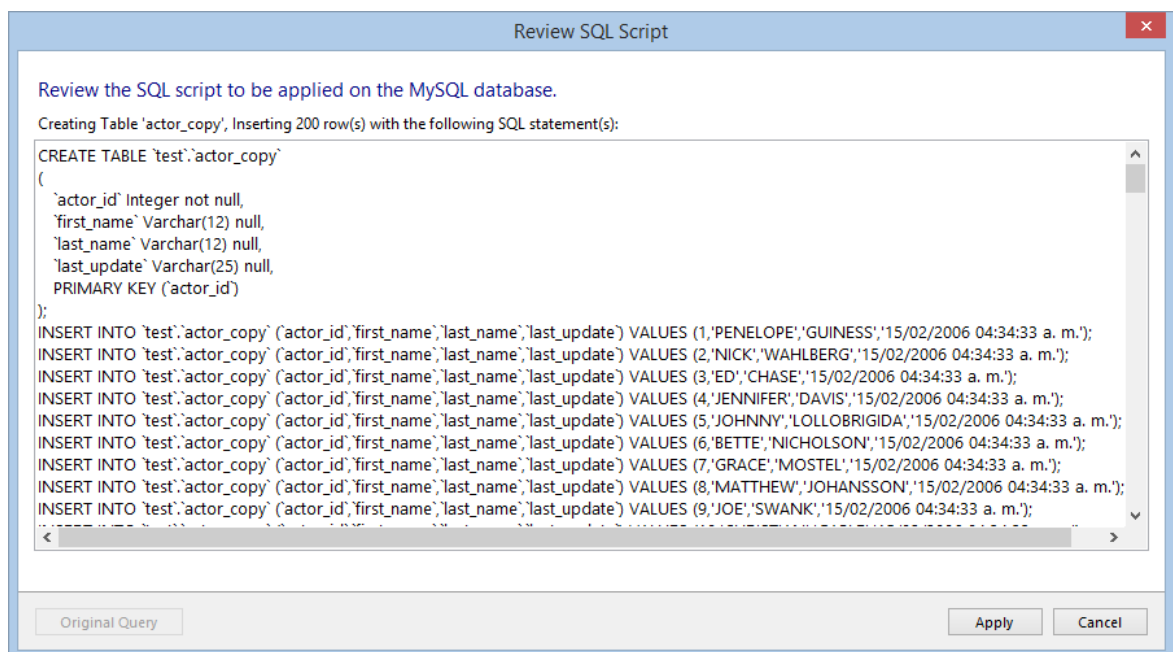 Review SQL Script
Review the SQL script to be applied on the MySQL database.
Creating Table 'actor_copy', Inserting 200 row(s) with the following SQL statement(s):
CREATE TABLE `test`.`actor_copy`
(
`actor_id` Integer not null,
`first_name` Varchar(12) null,
`last_name` Varchar(12) null,
`last_update` Varchar(25) null,
PRIMARY KEY (`actor_id`)
);
INSERT INTO `test`.`actor_copy` (`actor_id`,`first_name`,`last_name`,`last_update`) VALUES (1,'PENELOPE','GUINESS','15/02/2006 04:34:33 a. m.');
INSERT INTO `test`.`actor_copy` (`actor_id`,`first_name`,`last_name`,`last_update`) VALUES (2,'NICK','WAHLBERG','15/02/2006 04:34:33 a. m.');
INSERT INTO `test`.`actor_copy` (`actor_id`,`first_name`,`last_name`,`last_update`) VALUES (3,'ED','CHASE','15/02/2006 04:34:33 a. m.');
INSERT INTO `test`.`actor_copy` (`actor_id`,`first_name`,`last_name`,`last_update`) VALUES (4,'JENNIFER','DAVIS','15/02/2006 04:34:33 a. m.');
INSERT INTO `test`.`actor_copy` (`actor_id`,`first_name`,`last_name`,`last_update`) VALUES (5,'JOHNNY','LOLLOBRIGIDA','15/02/2006 04:34:33 a. m.');
INSERT INTO `test`.`actor_copy` (`actor_id`,`first_name`,`last_name`,`last_update`) VALUES (6,'BETTE','NICHOLSON','15/02/2006 04:34:33 a. m.');
INSERT INTO `test`.`actor_copy` (`actor_id`,`first_name`,`last_name`,`last_update`) VALUES (7,'GRACE','MOSTEL','15/02/2006 04:34:33 a. m.');
INSERT INTO `test`.`actor_copy` (`actor_id`,`first_name`,`last_name`,`last_update`) VALUES (8,'MATTHEW','JOHANSSON','15/02/2006 04:34:33 a. m.');
INSERT INTO `test`.`actor_copy` (`actor_id`,`first_name`,`last_name`,`last_update`) VALUES (9,'JOE','SWANK','15/02/2006 04:34:33 a. m.');
Original Query
Apply
Cancel